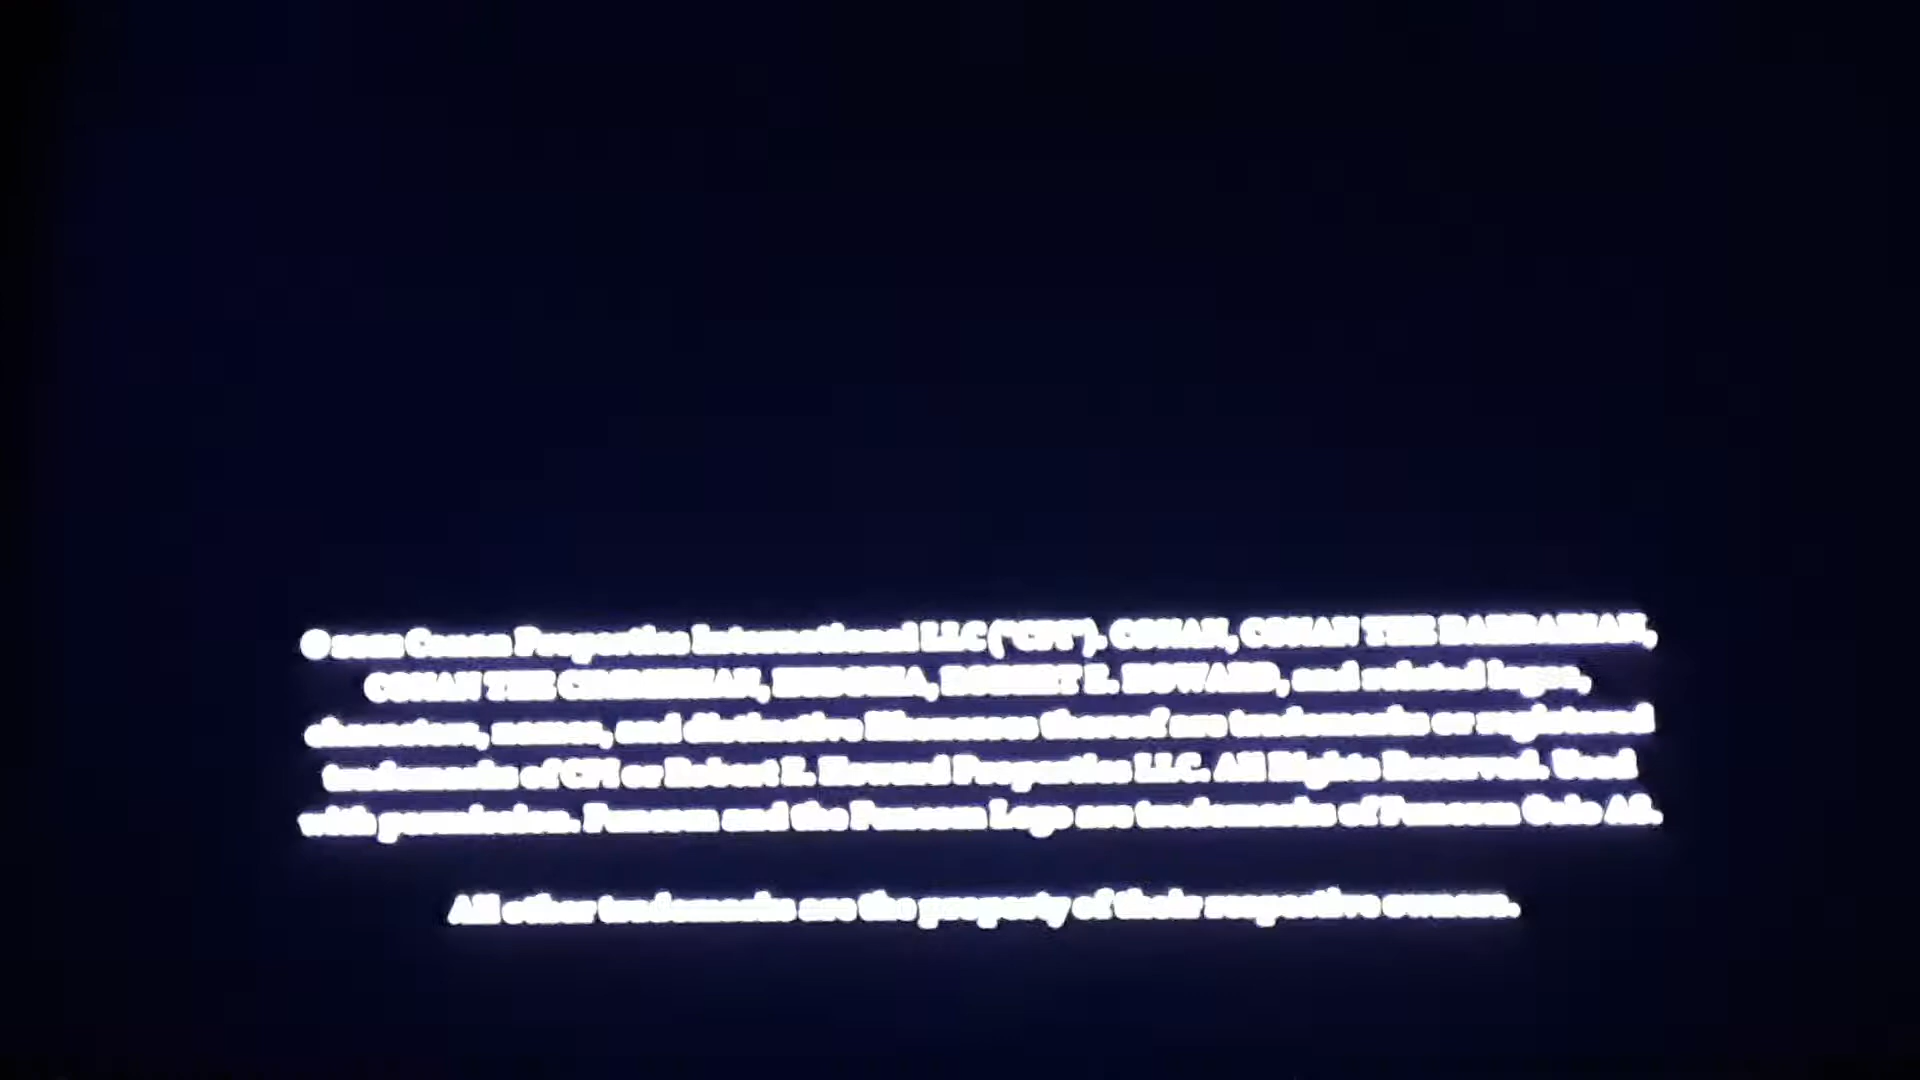 © Conan Properties International LLC ("CPI"). CONAN, CONAN THE BARBARIAN,
CONAN THE CIMMERIAN, HYBORIA, ROBERT E. HOWARD, and related logos,
characters, names, and distinctive likenesses thereof are trademarks or registered
trademarks of CPI or Robert E. Howard Properties LLC. All Rights Reserved. Used
with permission. Funcom and the Funcom Logo are trademarks of Funcom Oslo AS.
All other trademarks are the property of their respective owners.